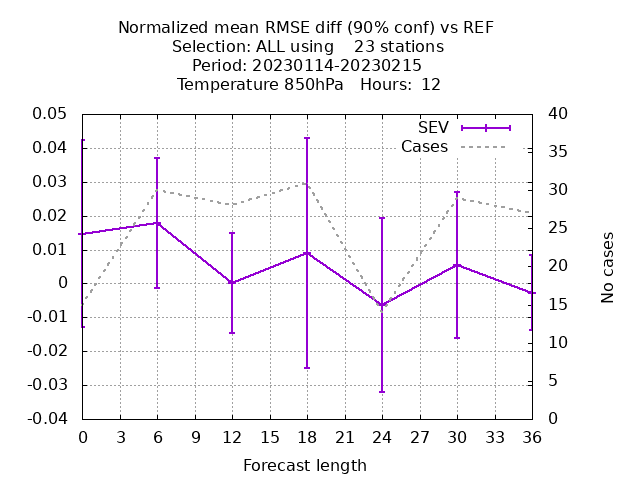 Normalized mean RMSE diff (90% conf) vs REF
Selection: ALL using    23 stations
Period: 20230114-20230215
Temperature 850hPa   Hours:  12
0.05
0.04
0.03
0.02
0.01
0
-0.01
-0.02
-0.03
-0.04
SEV
Cases
40
35
30
25
20
15
10
5
0
No cases
0 3 6 9 12 15 18 21 24 27 30 33 36
Forecast length